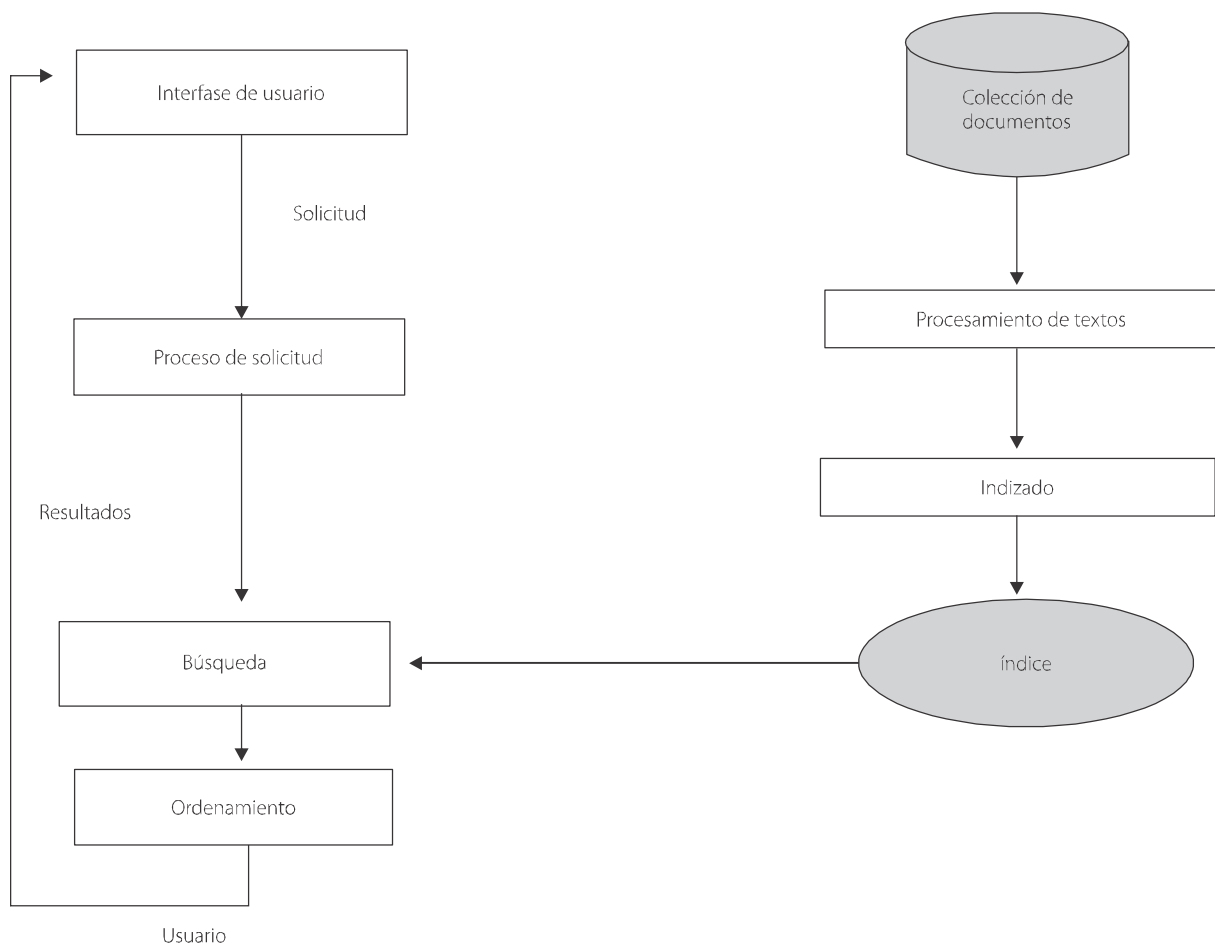 Interfase de usuario
Colección de
documentos
Solicitud
Procesamiento de textos
Proceso de solicitud
Indizado
Resultados
Búsqueda
índice
Ordenamiento
Usuario